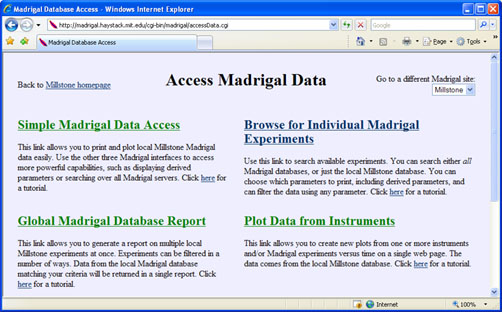 Madrigal Database Access - Windows Internet Explorer
http://madrigal.haystack.mit.edu/cgi-bin/madrigal/accessData.cgi
Google
Madrigal Database Access
Page
Tools
Back to Millstone homepage
Access Madrigal Data
Go to a different Madrigal site:
Millstone
Simple Madrigal Data Access
This link allows you to print and plot local Millstone Madrigal
data easily. Use the other three Madrigal interfaces to access
more powerful capabilities, such as displaying derived
parameters or searching over all Madrigal servers. Click here for
a tutorial.
Browse for Individual Madrigal
Experiments
Use this link to search available experiments. You can search either all
Madrigal databases, or just the local Millstone database. You can
choose which parameters to print, including derived parameters, and
can filter the data using any parameter. Click here for a tutorial.
Global Madrigal Database Report
This link allows you to generate a report on multiple local
Millstone experiments at once. Experiments can be filtered in a
number of ways. Data from the local Madrigal database
matching your criteria will be returned in a single report. Click
here for a tutorial.
Plot Data from Instruments
This link allows you to create new plots from one or more instruments
and/or Madrigal experiments versus time on a single web page. The
data comes from the local Millstone database. Click here for a tutorial.
Internet
100%